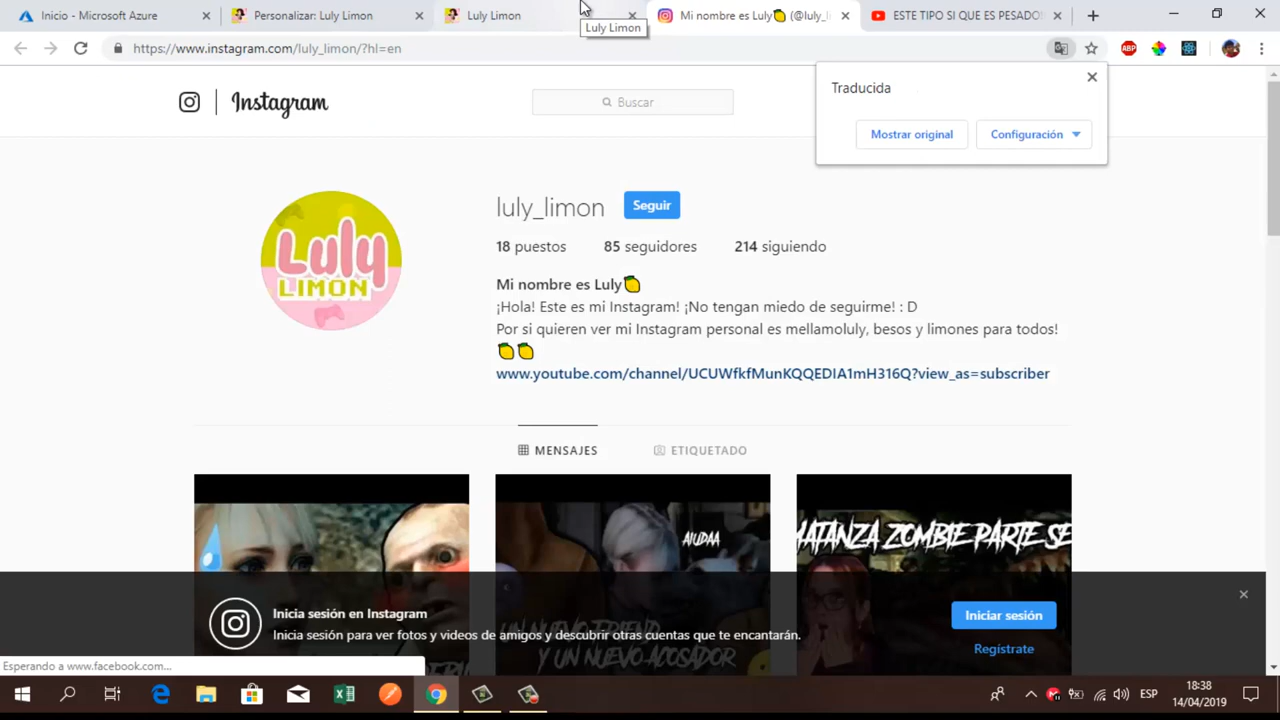 Inicio - Microsoft Azure
Personalizar: Luly Limon
Luly Limon
Mi nombre es Luly🍋 (@luly_l
ESTE TIPO SI QUE ES PESADO!
Luly Limon
https://www.instagram.com/luly_limon/?hl=en
ABP
Instagram
Buscar
Traducida
Mostrar original
Configuración
Luly
LIMON
luly_limon
Seguir
18 puestos 85 seguidores 214 siguiendo
Mi nombre es Luly🍋
¡Hola! Este es mi Instagram! ¡No tengan miedo de seguirme! : D
Por si quieren ver mi Instagram personal es mellamoluly, besos y limones para todos!
🍋🍋
www.youtube.com/channel/UCUWfkfMunKQQEDIA1mH316Q?view_as=subscriber
MENSAJES
ETIQUETADO
AIUDAA
MATANZA ZOMBIE PARTE SE
UN NUEVO FRIEND
Y UN NUEVO ACOSADOR
Inicia sesión en Instagram
Inicia sesión para ver fotos y videos de amigos y descubrir otras cuentas que te encantarán.
Iniciar sesión
Regístrate
Esperando a www.facebook.com...
ESP
18:38
14/04/2019